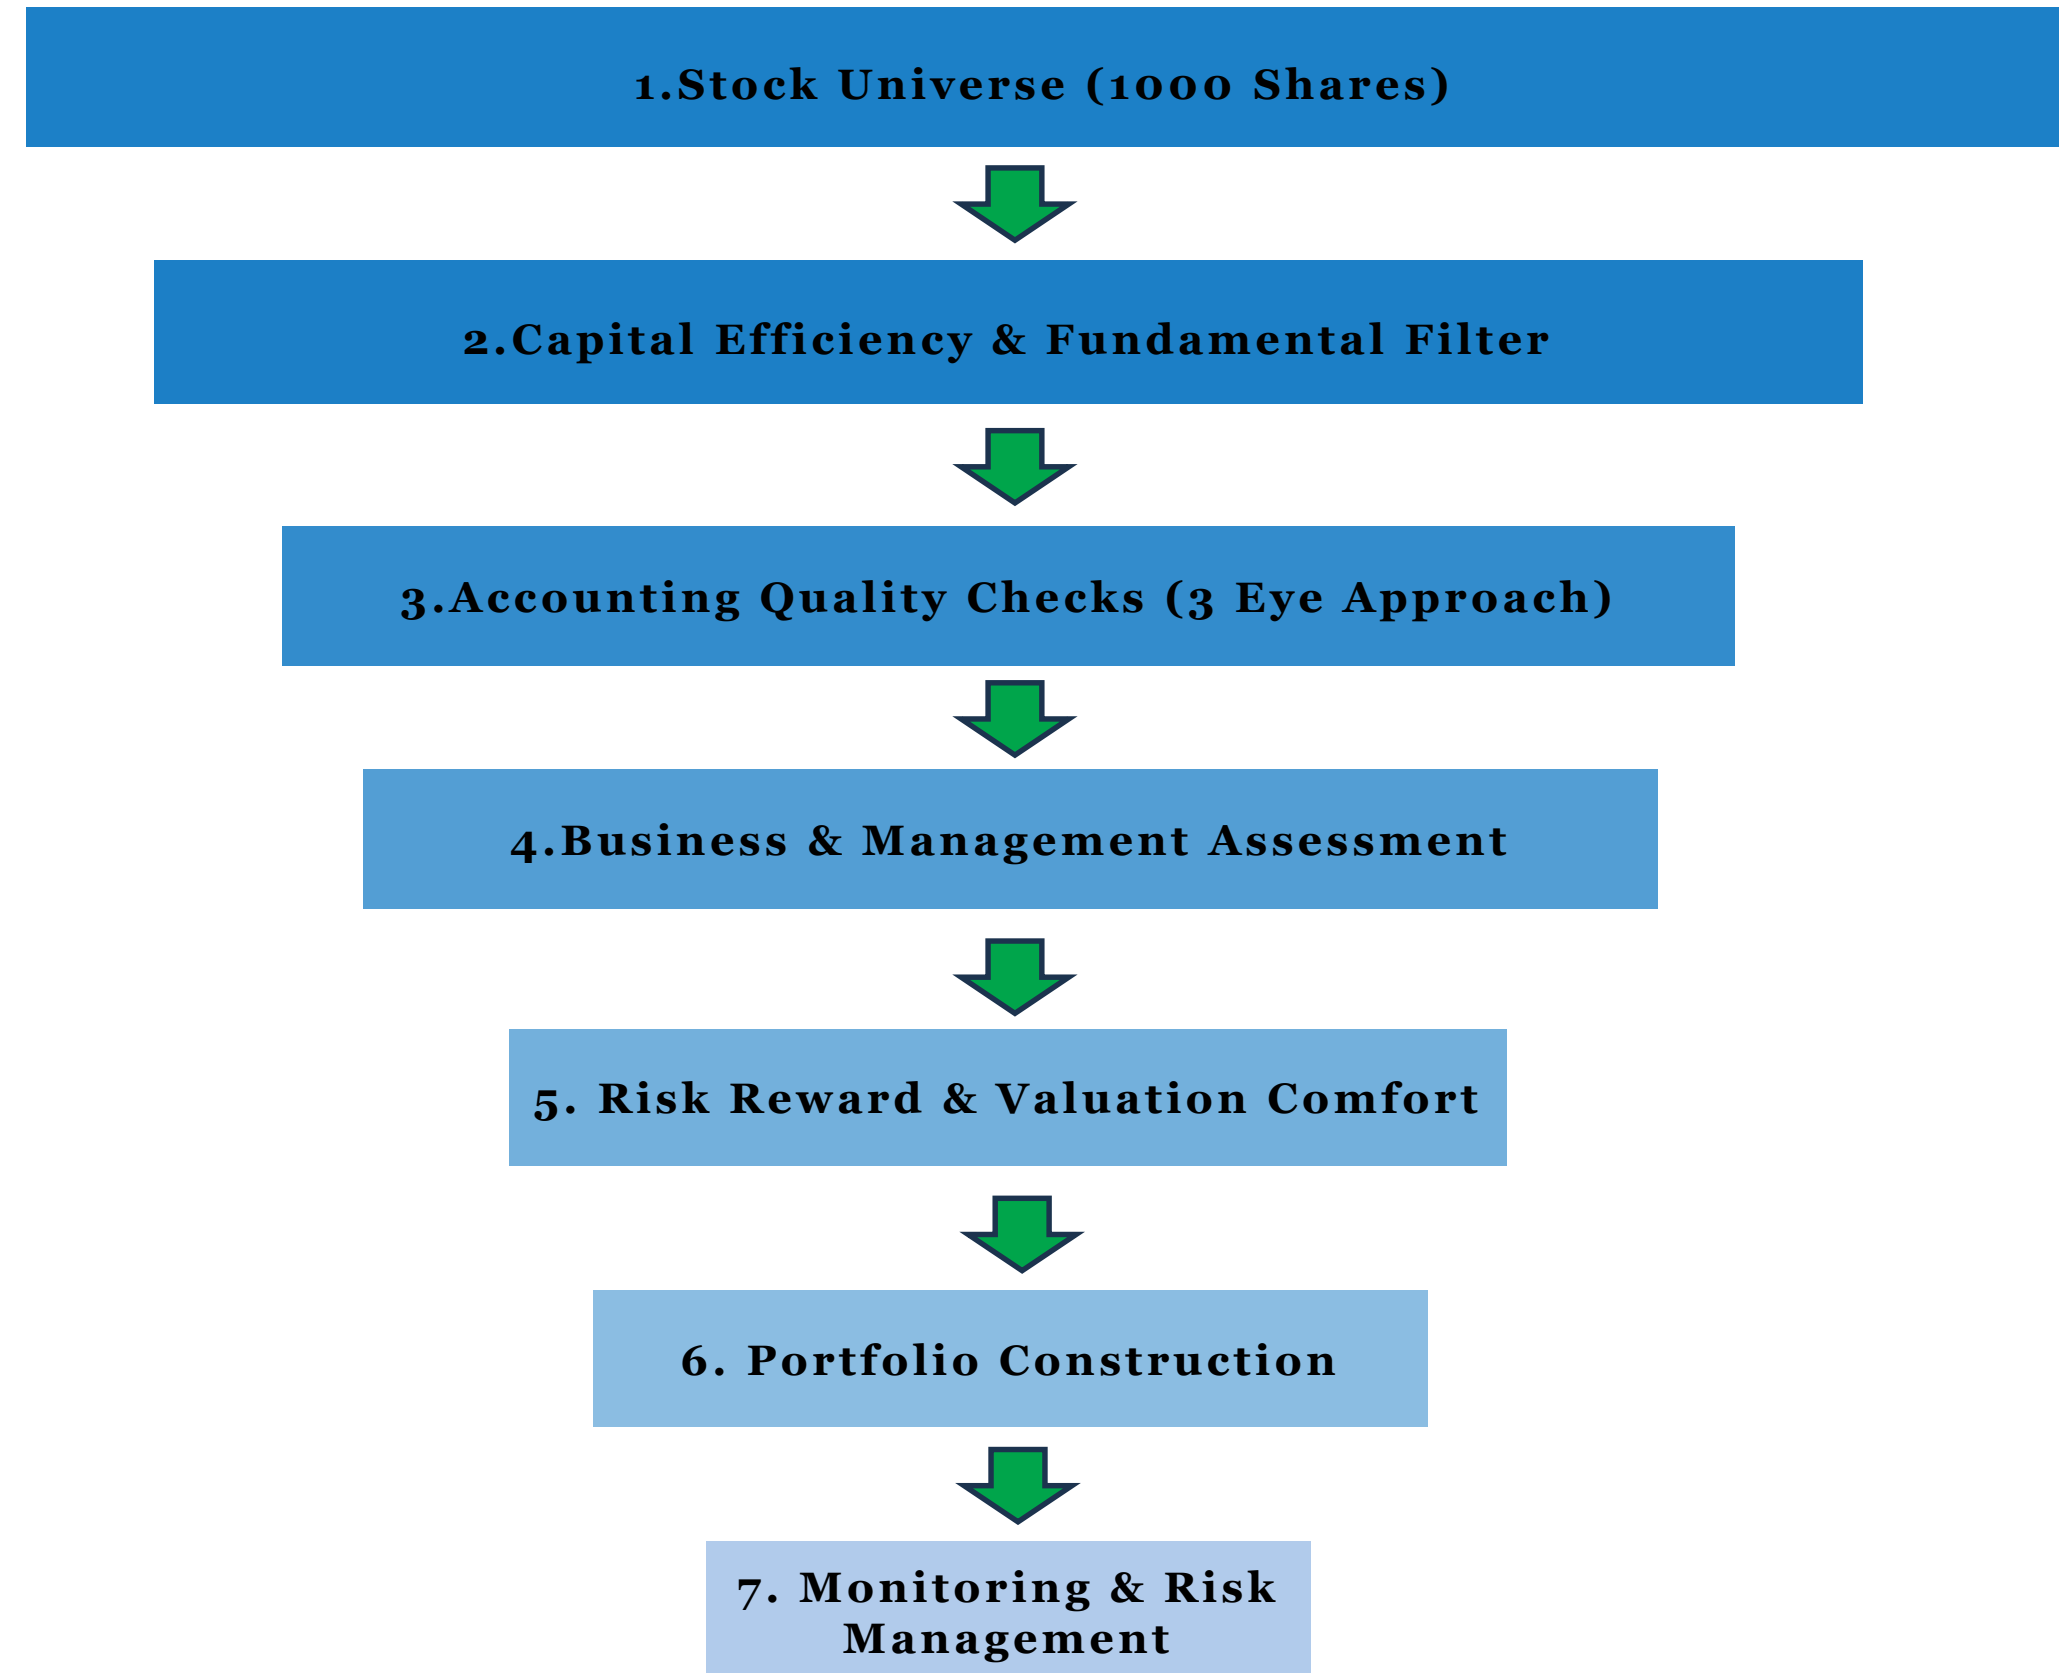 1.Stock Universe (1000 Shares)
2.Capital Efficiency & Fundamental Filter
3.Accounting Quality Checks (3 Eye Approach)
4.Business & Management Assessment
5. Risk Reward & Valuation Comfort
6. Portfolio Construction
7. Monitoring & Risk
Management